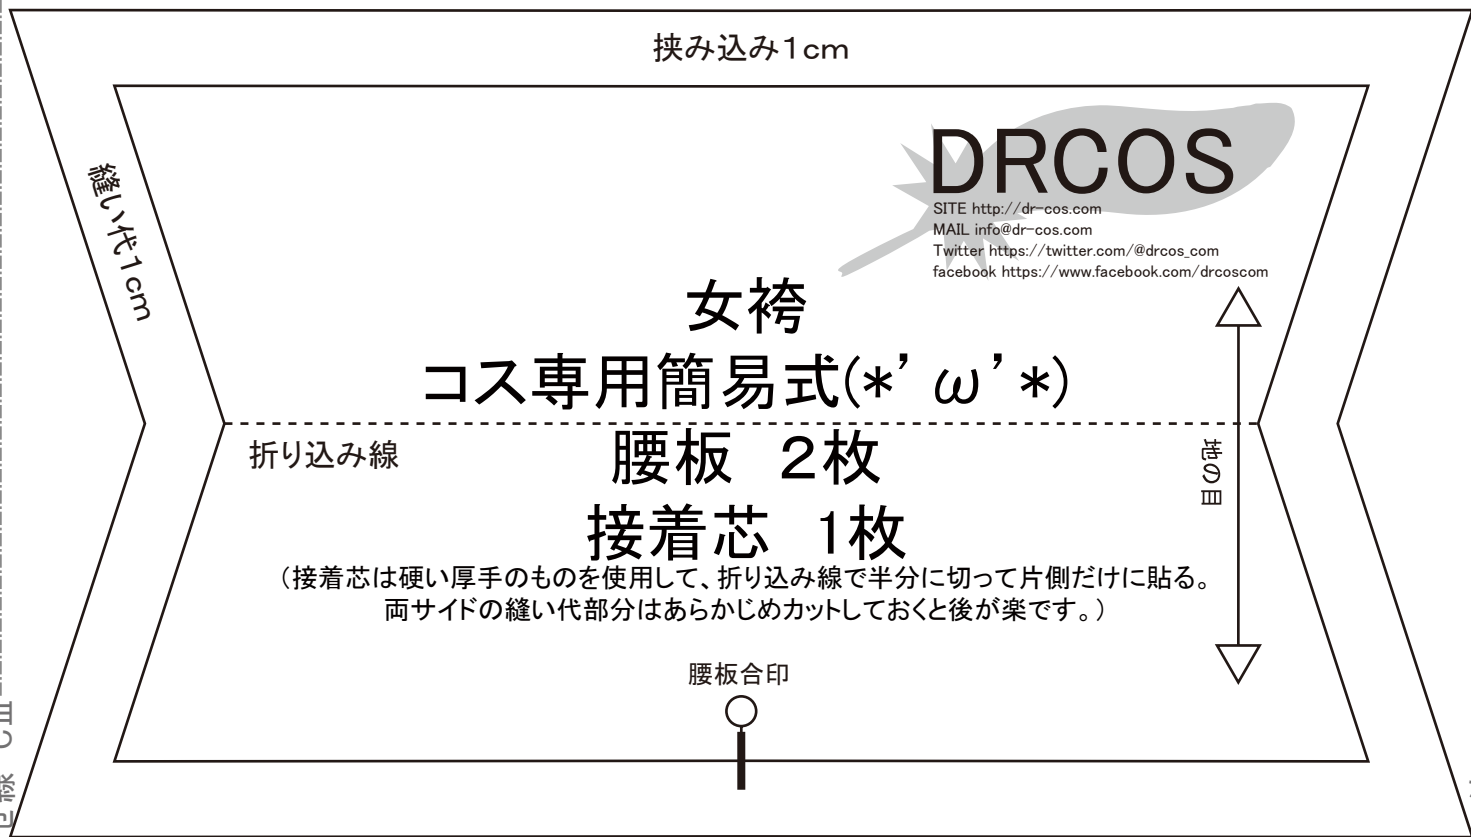 挟み込み1cm
縫い代1cm
DRCOS
SITE http://dr-cos.com
MAIL info@dr-cos.com
Twitter https://twitter.com/@drcos_com
facebook https://www.facebook.com/drcoscom
女袴
コス専用簡易式(*’ω’*)
折り込み線
腰板　2枚
地の目
接着芯　1枚
（接着芯は硬い厚手のものを使用して、折り込み線で半分に切って片側だけに貼る。
両サイドの縫い代部分はあらかじめカットしておくと後が楽です。）
腰板合印